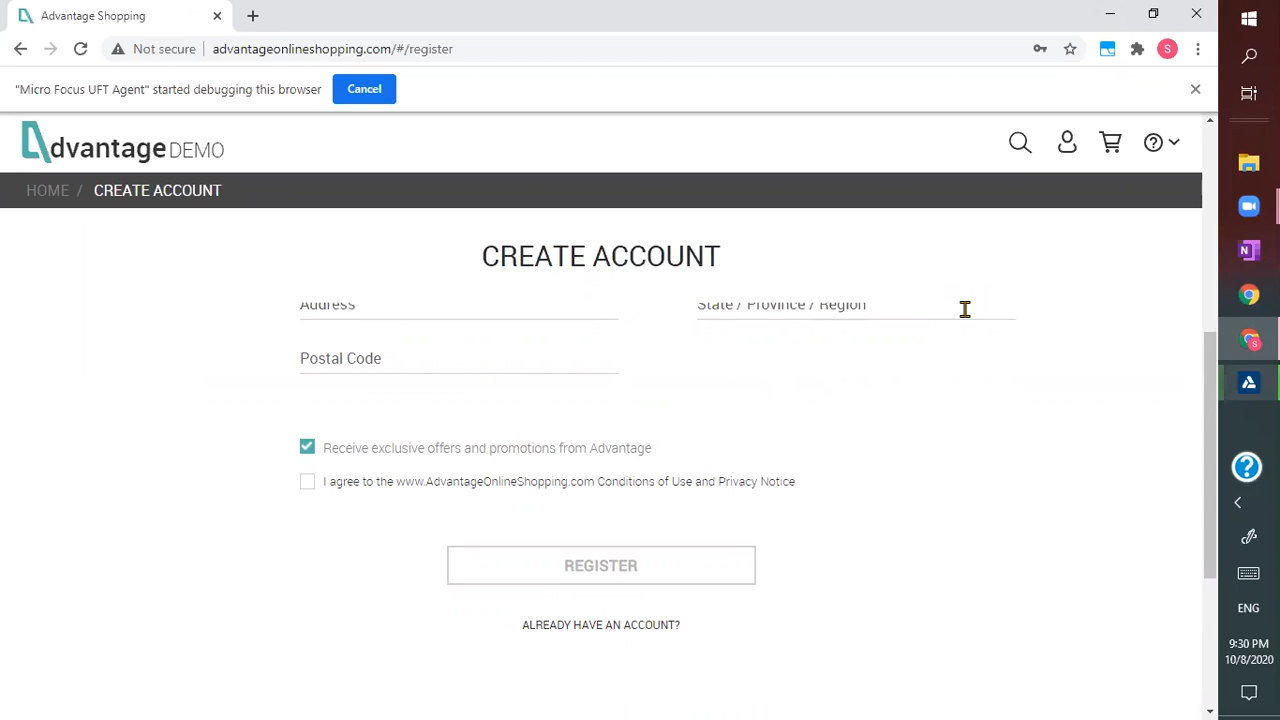 Advantage Shopping
Not secure
advantageonlineshopping.com/#/register
S
"Micro Focus UFT Agent" started debugging this browser
Cancel
dvantage DEMO
HOME / CREATE ACCOUNT
CREATE ACCOUNT
Address
State / Province / Region
Postal Code
Receive exclusive offers and promotions from Advantage
I agree to the www.AdvantageOnlineShopping.com Conditions of Use and Privacy Notice
REGISTER
ALREADY HAVE AN ACCOUNT?
N
S
?
ENG
9:30 PM
10/8/2020